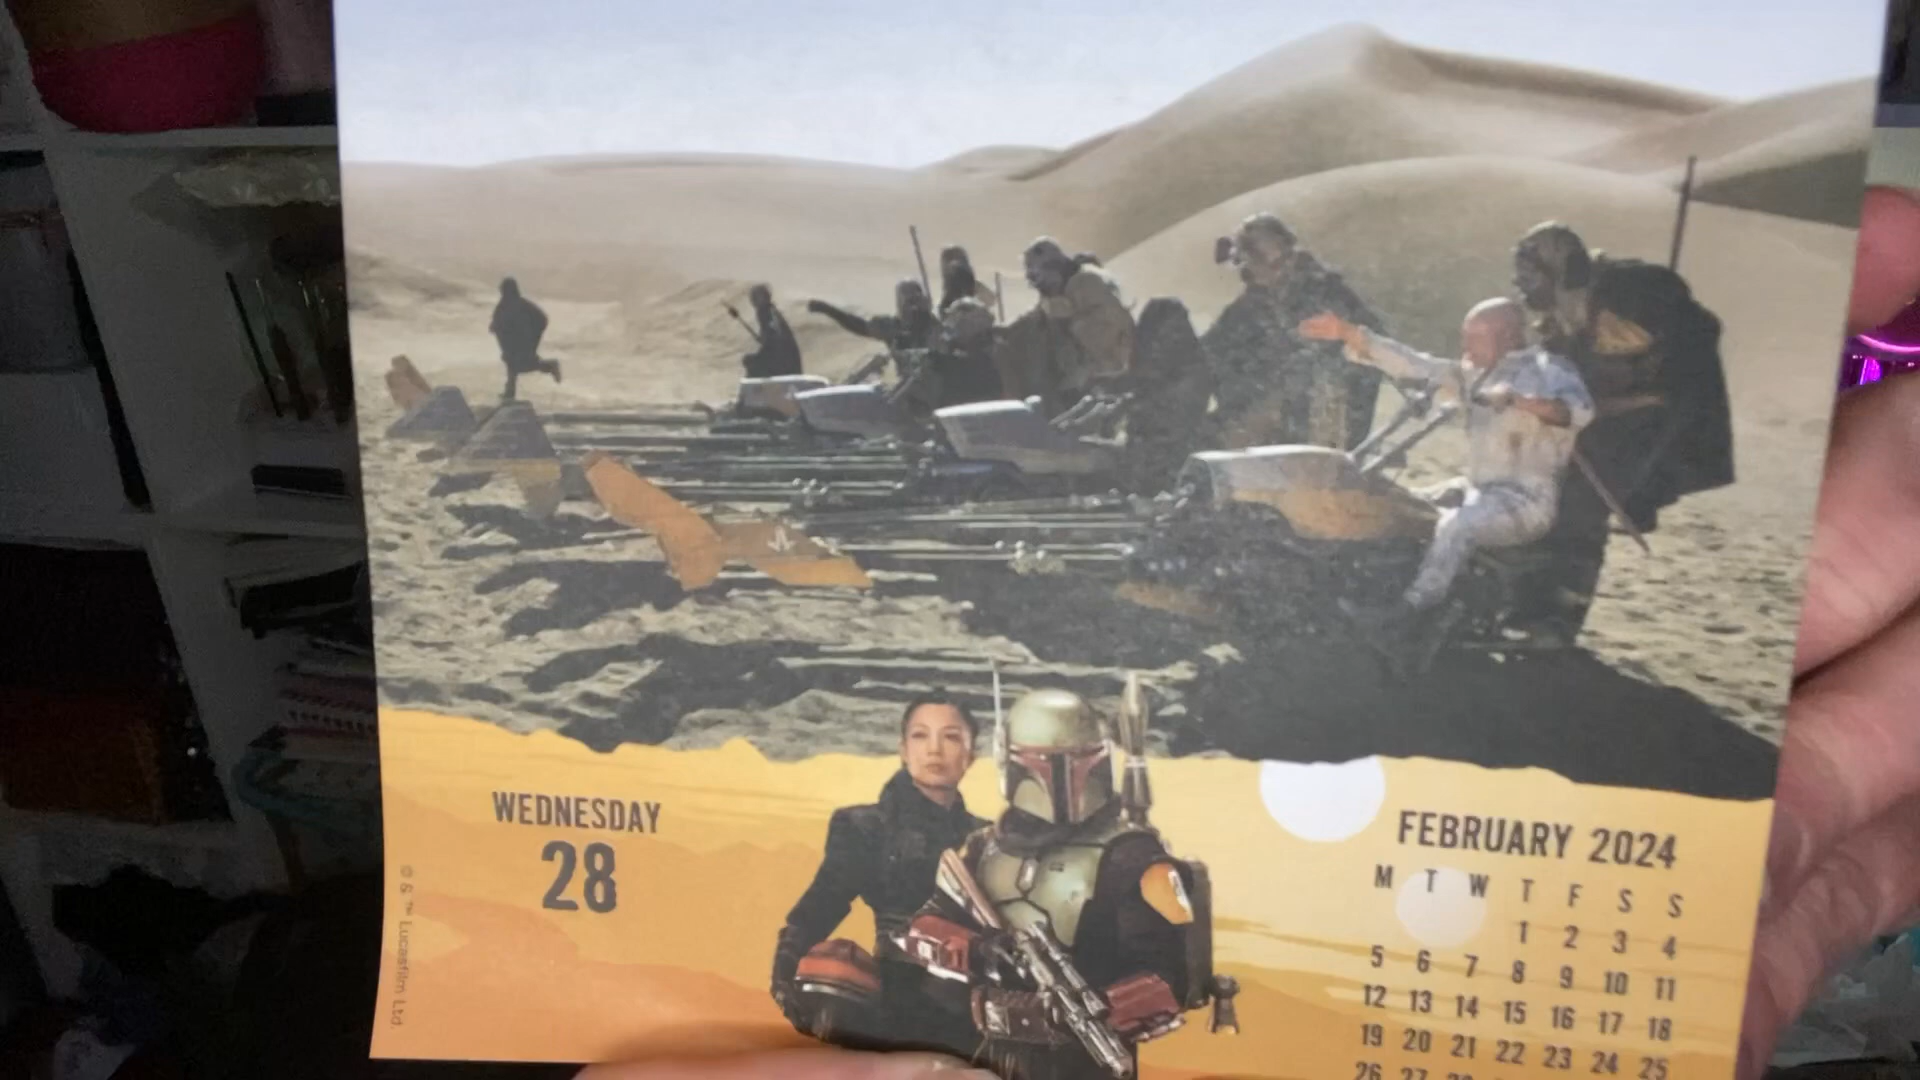 WEDNESDAY
28
© & ™ Lucasfilm Ltd.
FEBRUARY 2024
M T W T F S S
1 2 3 4
5 6 7 8 9 10 11
12 13 14 15 16 17 18
19 20 21 22 23 24 25
26 27